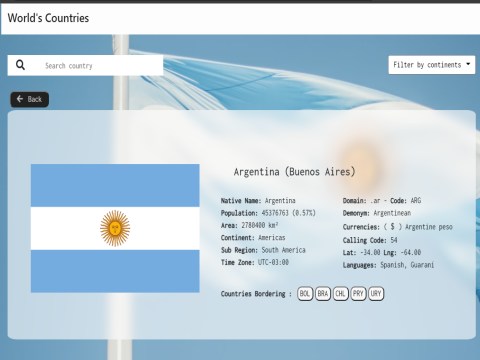 World's Countries
Search country
Filter by continents
Back
Argentina (Buenos Aires)
Native Name: Argentina
Population: 45376763 (0.57%)
Area: 2780400 km²
Continent: Americas
Sub Region: South America
Time Zone: UTC-03:00
Domain: .ar - Code: ARG
Demonym: Argentinean
Currencies: ( $ ) Argentine peso
Calling Code: 54
Lat: -34.00 Lng: -64.00
Languages: Spanish, Guaraní
Countries Bordering : BOL BRA CHL PRY URY